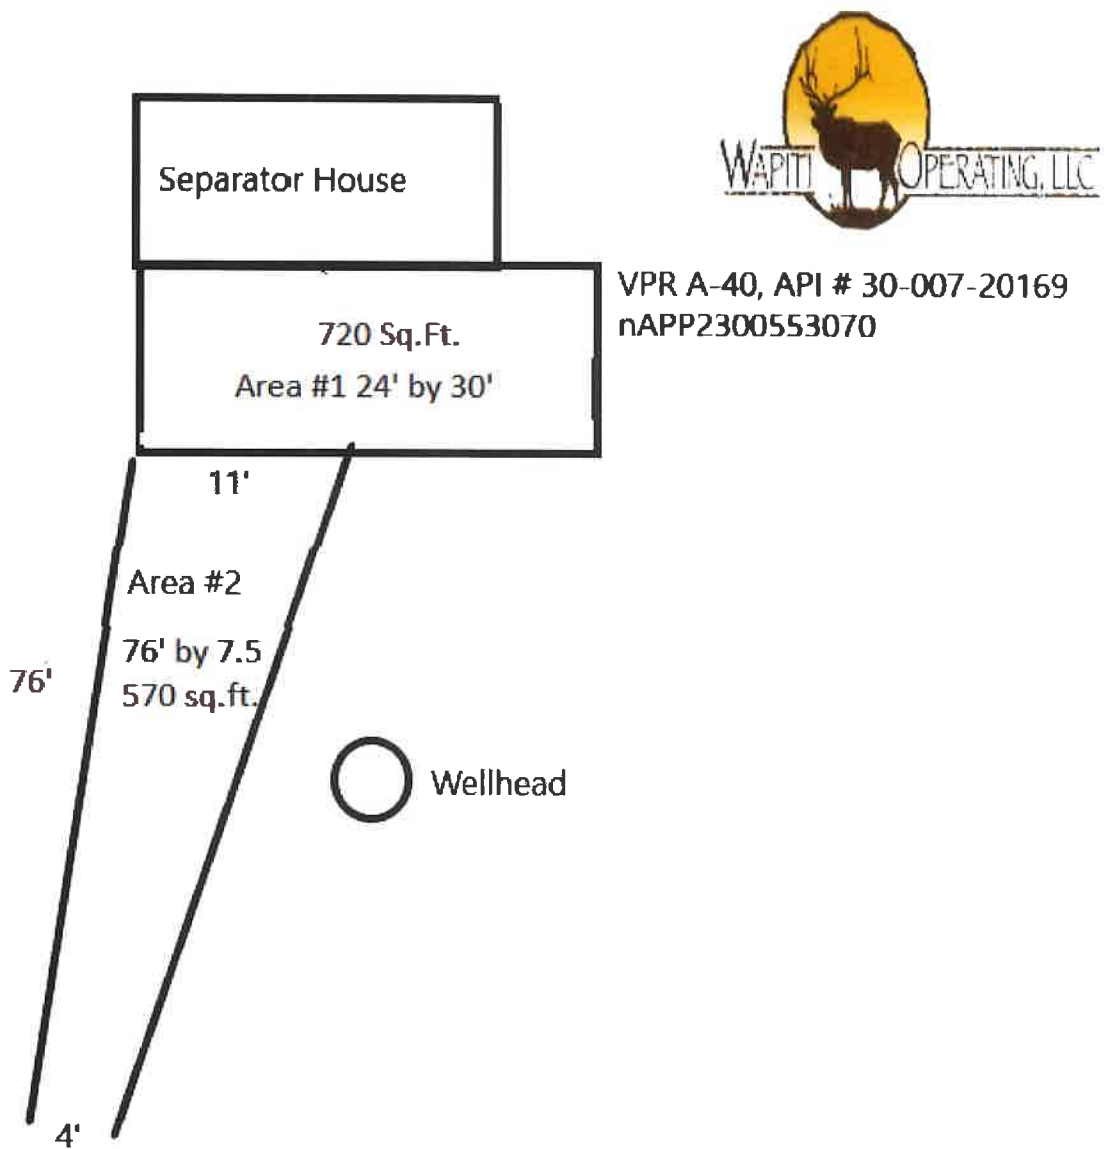 WAPITI OPERATING, LLC
Separator House
VPR A-40, API # 30-007-20169
nAPP2300553070
720 Sq.Ft.
Area #1 24' by 30'
11'
Area #2
76' by 7.5
570 sq.ft.
76'
Wellhead
4'